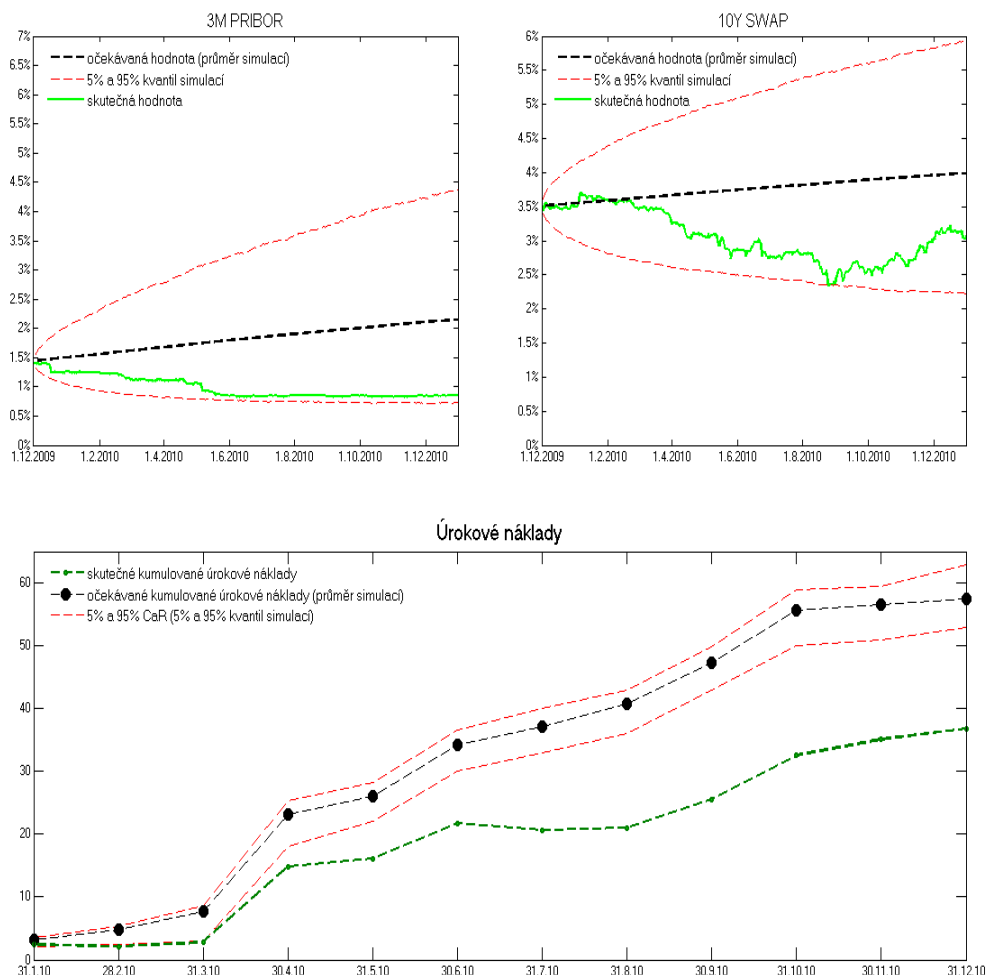 3M PRIBOR
7%
6.5%
6%
5.5%
5%
4.5%
4%
3.5%
3%
2.5%
2%
1.5%
1%
0.5%
0%
očekávaná hodnota (průměr simulací)
5% a 95% kvantil simulací
skutečná hodnota
1.12.2009 1.2.2010 1.4.2010 1.6.2010 1.8.2010 1.10.2010 1.12.2010
10Y SWAP
6%
5.5%
5%
4.5%
4%
3.5%
3%
2.5%
2%
1.5%
1%
0.5%
0%
očekávaná hodnota (průměr simulací)
5% a 95% kvantil simulací
skutečná hodnota
1.12.2009 1.2.2010 1.4.2010 1.6.2010 1.8.2010 1.10.2010 1.12.2010
Úrokové náklady
60
50
40
30
20
10
0
skutečné kumulované úrokové náklady
očekávané kumulované úrokové náklady (průměr simulací)
5% a 95% CaR (5% a 95% kvantil simulací)
31.1.10 28.2.10 31.3.10 30.4.10 31.5.10 30.6.10 31.7.10 31.8.10 30.9.10 31.10.10 30.11.10 31.12.10